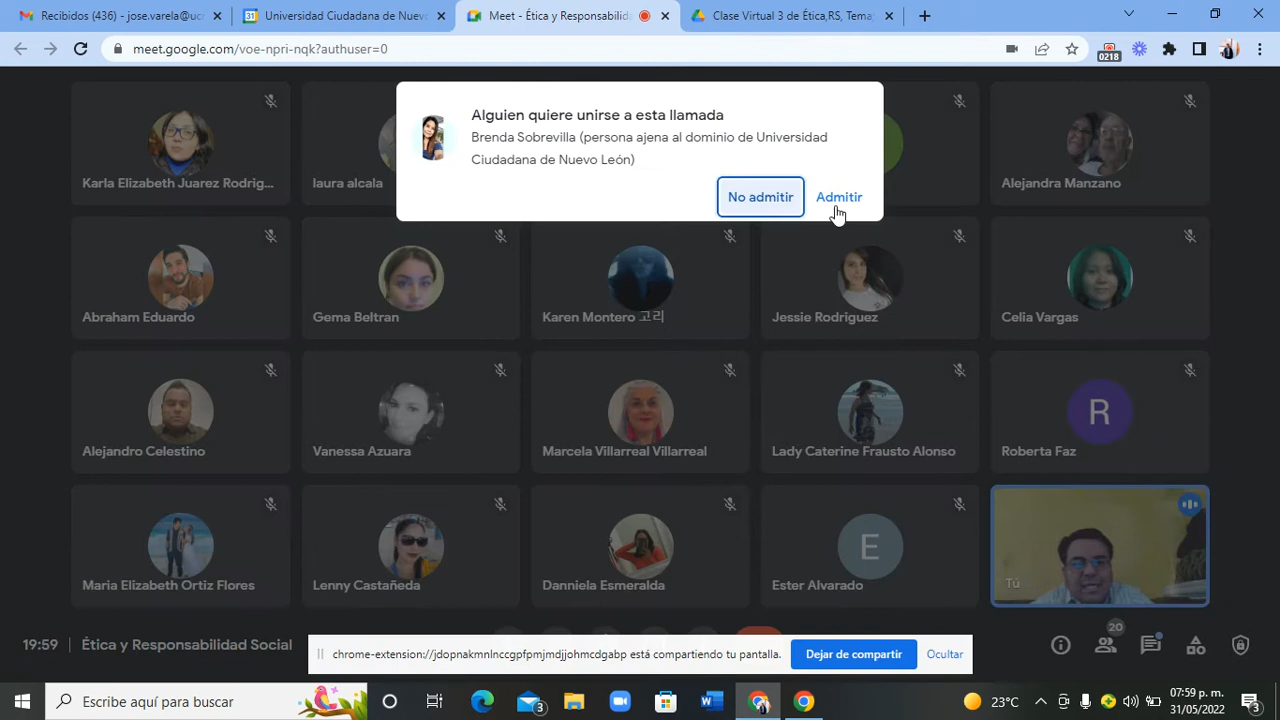 Recibidos (436) - jose.varela@ucr
Universidad Ciudadana de Nuevo
Meet - Ética y Responsabilida
Clase Virtual 3 de Ética,RS, Tema
meet.google.com/voe-npri-nqk?authuser=0
0218
Alguien quiere unirse a esta llamada
Brenda Sobrevilla (persona ajena al dominio de Universidad
Ciudadana de Nuevo León)
No admitir
Admitir
Karla Elizabeth Juarez Rodrig...
laura alcala
Alejandra Manzano
Abraham Eduardo
Gema Beltran
Karen Montero 고리
Jessie Rodriguez
Celia Vargas
Alejandro Celestino
Vanessa Azuara
Marcela Villarreal Villarreal
Lady Caterine Frausto Alonso
R
Roberta Faz
Maria Elizabeth Ortiz Flores
Lenny Castañeda
Danniela Esmeralda
E
Ester Alvarado
Tú
19:59
Ética y Responsabilidad Social
chrome-extension://jdopnakmnlnccgpfpmjmdjjohmcdgabp está compartiendo tu pantalla.
Dejar de compartir
Ocultar
20
Escribe aquí para buscar
3
23°C
07:59 p. m.
31/05/2022
3